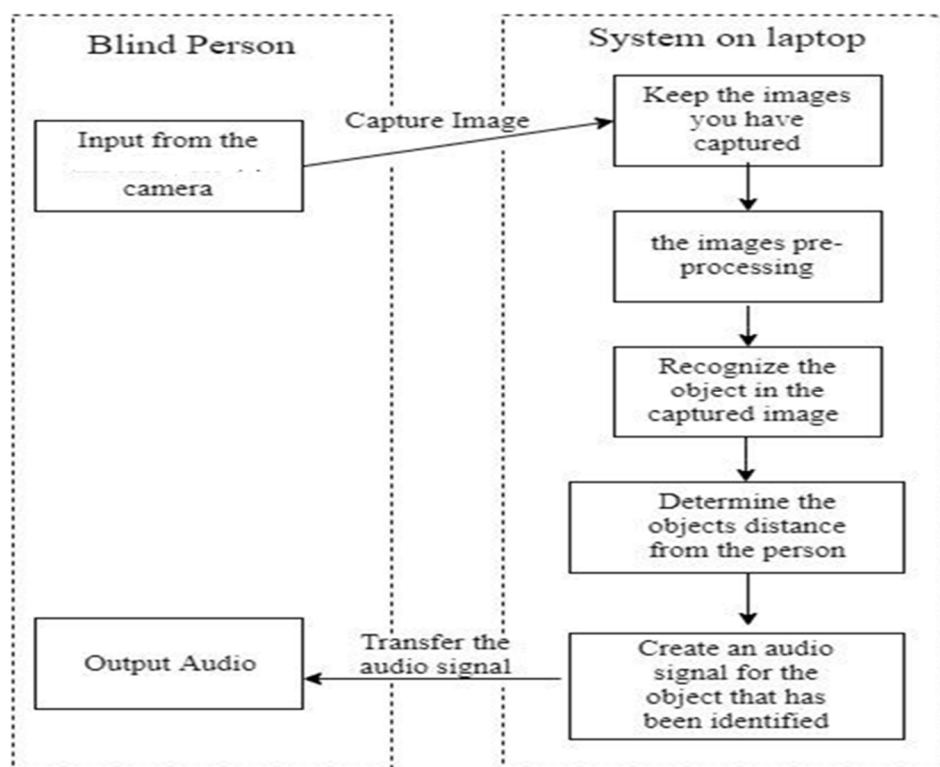 Blind Person
System on laptop
Input from the
camera
Capture Image
Keep the images
you have
captured
the images pre-
processing
Recognize the
object in the
captured image
Determine the
objects distance
from the person
Create an audio
signal for the
object that has
been identified
Transfer the
audio signal
Output Audio